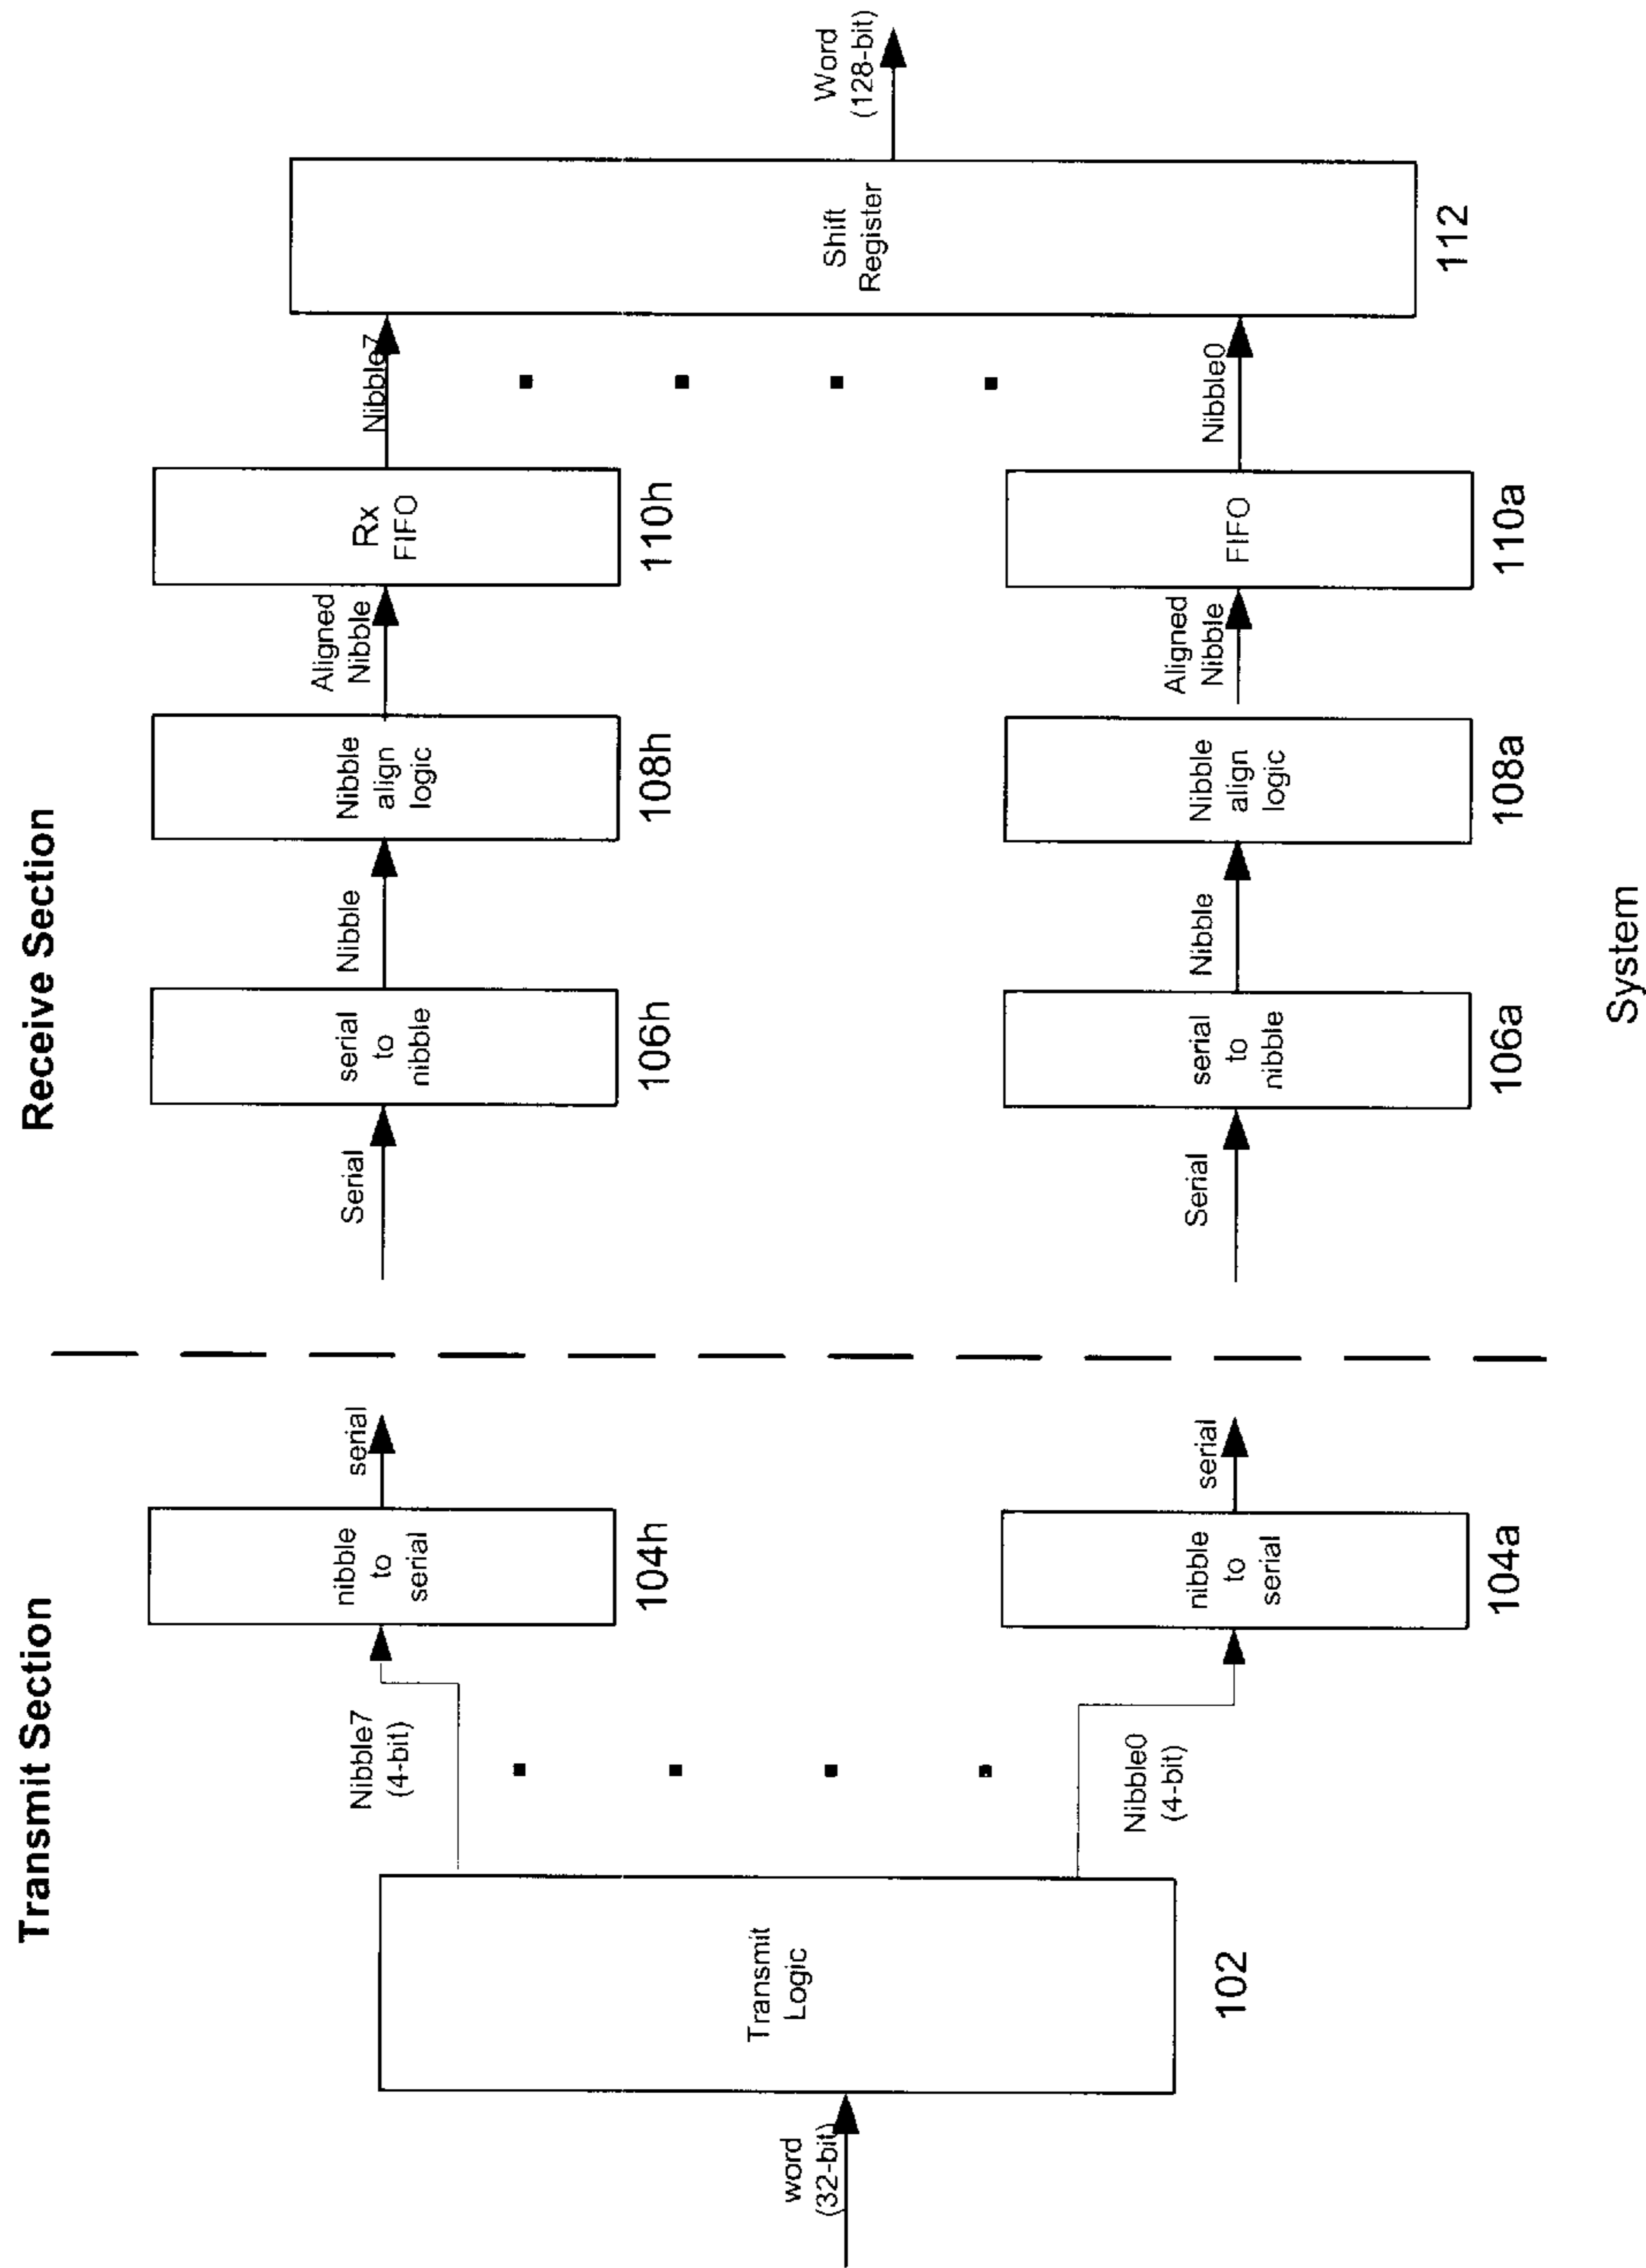 Transmit Section
Receive Section
word
(32-bit)
Transmit
Logic
102
Nibble7
(4-bit)
nibble
to
serial
104h
serial
Serial
serial
to
nibble
106h
Nibble
Nibble
align
logic
108h
Aligned
Nibble
Rx
FIFO
110h
Nibble7
Nibble0
(4-bit)
nibble
to
serial
104a
serial
Serial
serial
to
nibble
106a
Nibble
Nibble
align
logic
108a
Aligned
Nibble
FIFO
110a
Nibble0
Shift
Register
112
Word
(128-bit)
System